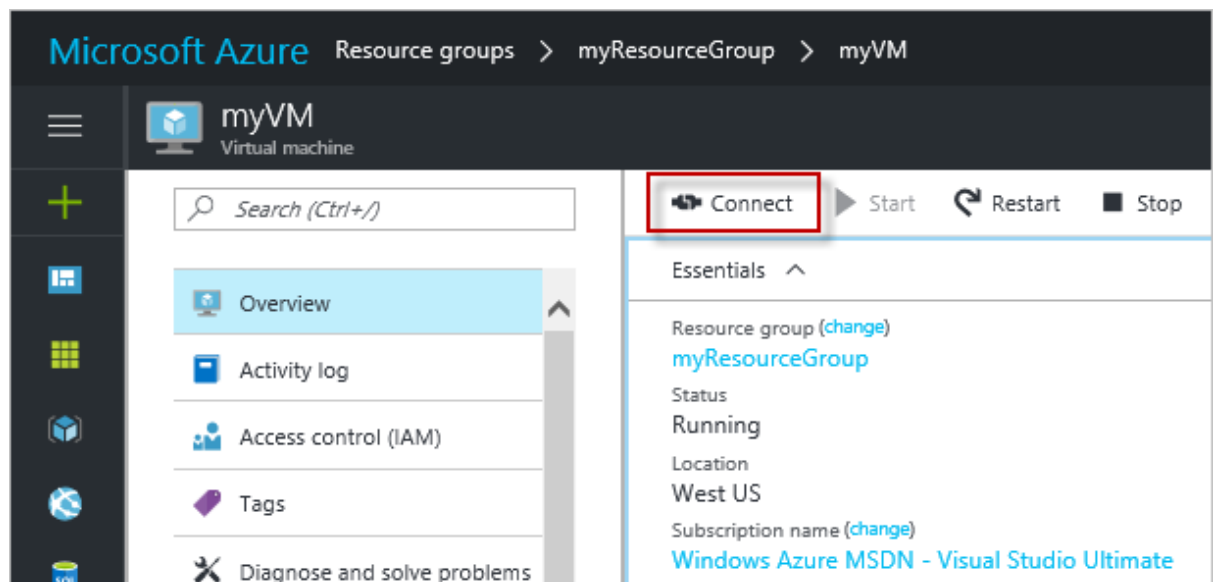 Microsoft Azure Resource groups > myResourceGroup > myVM
myVM
Virtual machine
Search (Ctrl+/)
Connect Start Restart Stop
Overview
Activity log
Access control (IAM)
Tags
Diagnose and solve problems
Essentials
Resource group (change)
myResourceGroup
Status
Running
Location
West US
Subscription name (change)
Windows Azure MSDN - Visual Studio Ultimate
SQL